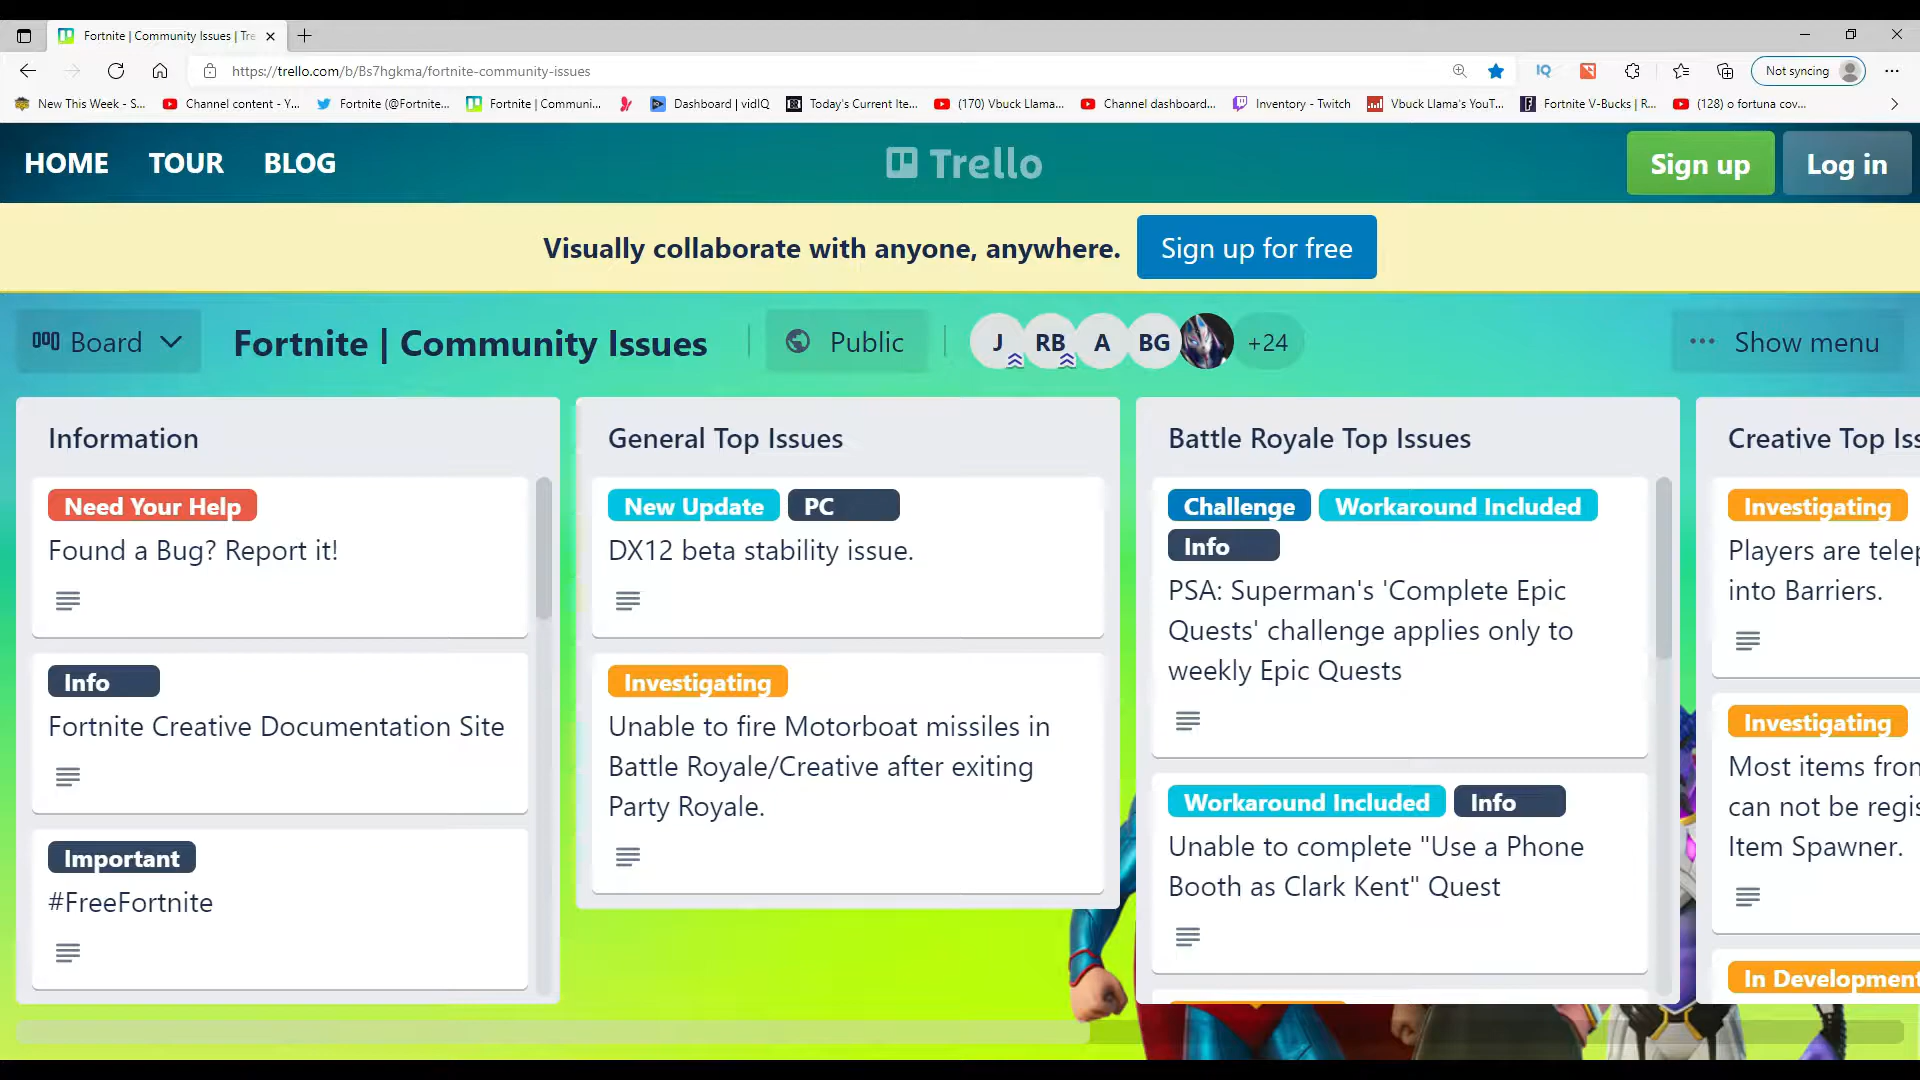 Fortnite | Community Issues | Tre
https://trello.com/b/Bs7hgkma/fortnite-community-issues
IQ
Not syncing
New This Week - S...
Channel content - Y...
Fortnite (@Fortnite...
Fortnite | Communi...
Dashboard | vidIQ
Today's Current Ite...
(170) Vbuck Llama...
Channel dashboard...
Inventory - Twitch
Vbuck Llama's YouT...
Fortnite V-Bucks | R...
(128) o fortuna cov...
HOME
TOUR
BLOG
Trello
Sign up
Log in
Visually collaborate with anyone, anywhere.
Sign up for free
Board
Fortnite | Community Issues
Public
J
RB
A
BG
+24
Show menu
Information
Need Your Help
Found a Bug? Report it!
Info
Fortnite Creative Documentation Site
Important
#FreeFortnite
General Top Issues
New Update
PC
DX12 beta stability issue.
Investigating
Unable to fire Motorboat missiles in
Battle Royale/Creative after exiting
Party Royale.
Battle Royale Top Issues
Challenge
Workaround Included
Info
PSA: Superman's 'Complete Epic
Quests' challenge applies only to
weekly Epic Quests
Workaround Included
Info
Unable to complete "Use a Phone
Booth as Clark Kent" Quest
Creative Top Iss
Investigating
Players are telep
into Barriers.
Investigating
Most items from
can not be regis
Item Spawner.
In Development